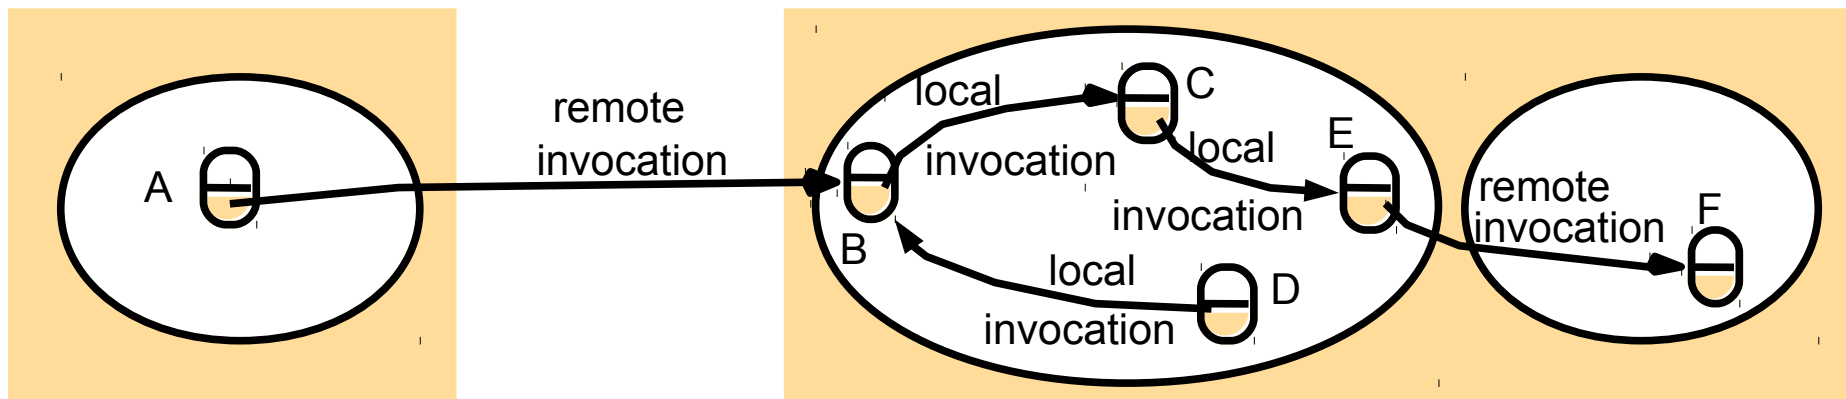 A
remote
invocation
B
local
invocation
C
local
invocation
E
local
invocation
D
remote
invocation
F